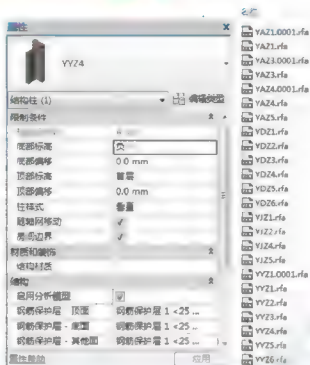 属性
YYZ4
结构柱 (1)
编辑类型
限制条件
底部标高
负
底部偏移
0.0 mm
顶部标高
首层
顶部偏移
0.0 mm
柱样式
垂直
随轴网移动
房间边界
材质和装饰
结构材质
结构
启用分析模型
钢筋保护层 - 顶面 钢筋保护层 1 <25 ...
钢筋保护层 - 底面 钢筋保护层 1 <25 ...
钢筋保护层 - 其他面 钢筋保护层 1 <25 ...
属性帮助
应用
名称
YAZ1.0001.rfa
YAZ1.rfa
YAZ3.0001.rfa
YAZ3.rfa
YAZ4.0001.rfa
YAZ4.rfa
YAZ5.rfa
YDZ1.rfa
YDZ2.rfa
YDZ3.rfa
YDZ4.rfa
YDZ5.rfa
YDZ6.rfa
YJZ1.rfa
YJZ2.rfa
YJZ4.rfa
YJZ5.rfa
YYZ1.0001.rfa
YYZ1.rfa
YYZ2.rfa
YYZ3.rfa
YYZ4.rfa
YYZ5.rfa
YYZ6.rfa